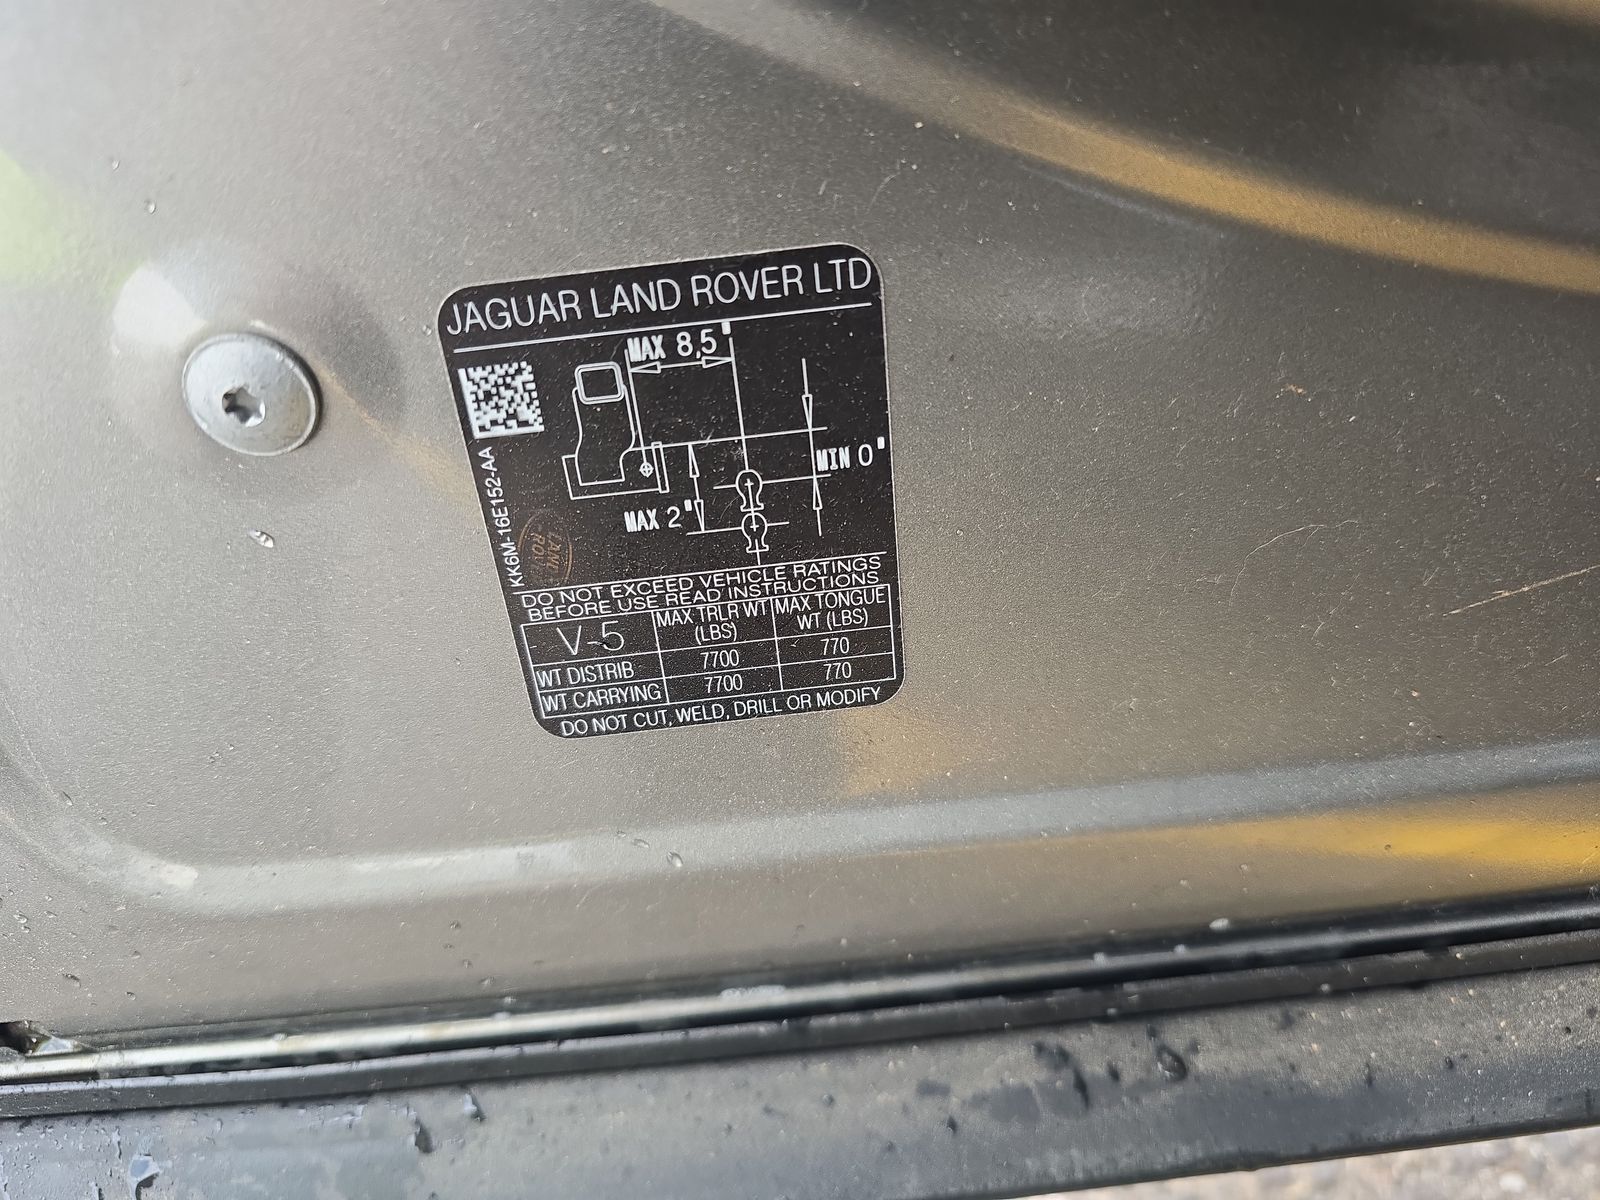 JAGUAR LAND ROVER LTD
MAX 8,5"
MIN 0"
MAX 2"
KK6M-16E152-AA
LAND
DO NOT EXCEED VEHICLE RATINGS
BEFORE USE READ INSTRUCTIONS
V-5 MAX TRLR WT (LBS) MAX TONGUE WT (LBS)
WT DISTRIB 7700 770
WT CARRYING 7700 770
DO NOT CUT, WELD, DRILL OR MODIFY